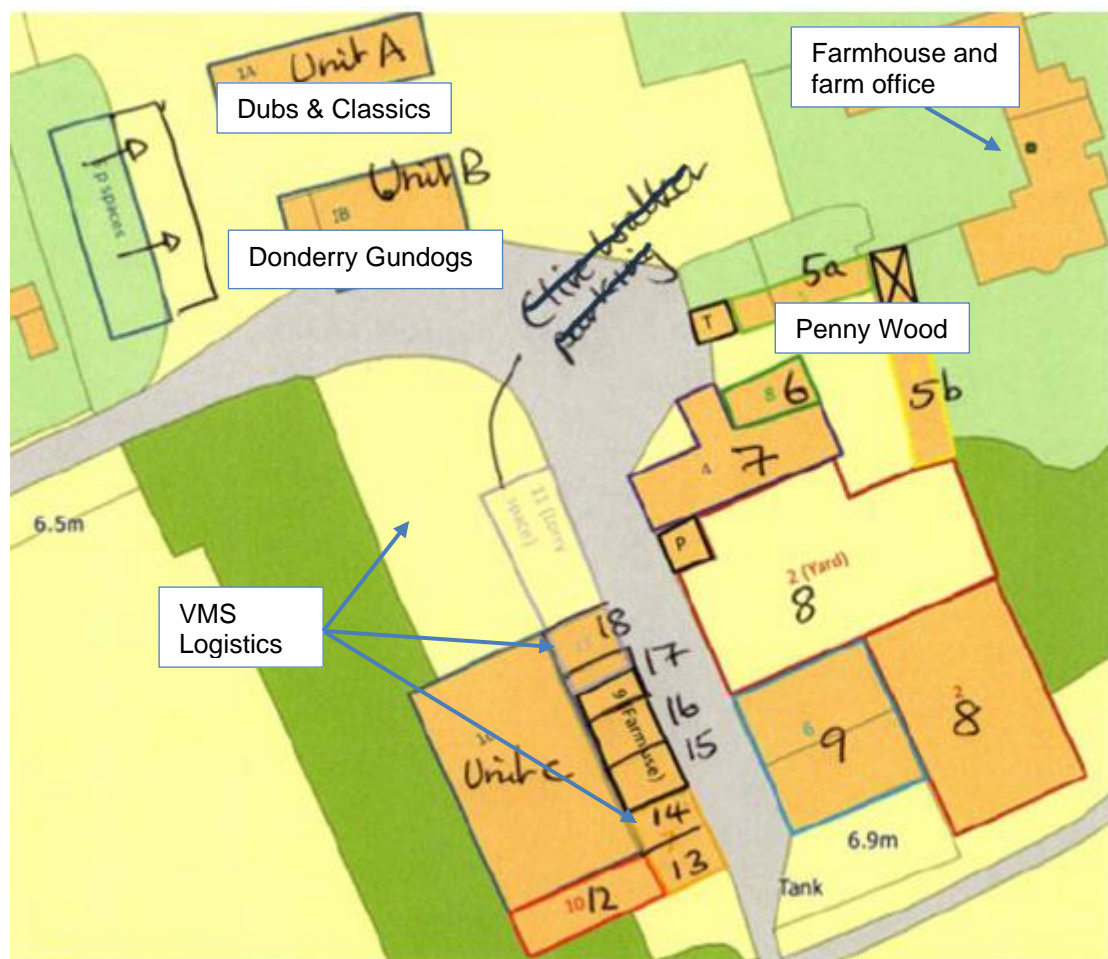 1A Unit A
Dubs & Classics
Farmhouse and
farm office
p spaces
Unit B
1B
Donderry Gundogs
parking
5a
T
Penny Wood
8 6
5b
4 7
11 (Lorry
space)
6.5m
P
2 (Yard)
8
VMS
Logistics
18
17
16
9 (Farm use)
15
Unit C
2
8
6
9
14
13
10 12
6.9m
Tank